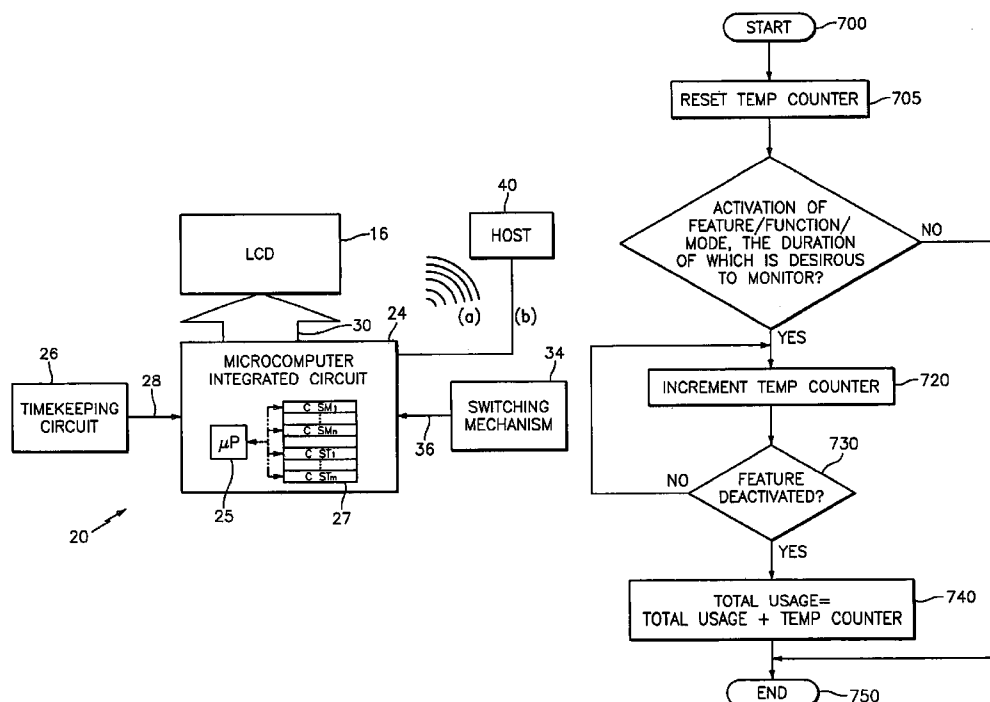 40
HOST
16
LCD
(a)
(b)
30
24
26
TIMEKEEPING
CIRCUIT
28
MICROCOMPUTER
INTEGRATED CIRCUIT
μP
25
C SM1
C SMn
C ST1
C STm
27
34
SWITCHING
MECHANISM
36
20
START
700
RESET TEMP COUNTER
705
ACTIVATION OF
FEATURE/FUNCTION/
MODE, THE DURATION
OF WHICH IS DESIROUS
TO MONITOR?
NO
YES
INCREMENT TEMP COUNTER
720
730
FEATURE
DEACTIVATED?
NO
YES
TOTAL USAGE=
TOTAL USAGE + TEMP COUNTER
740
END
750